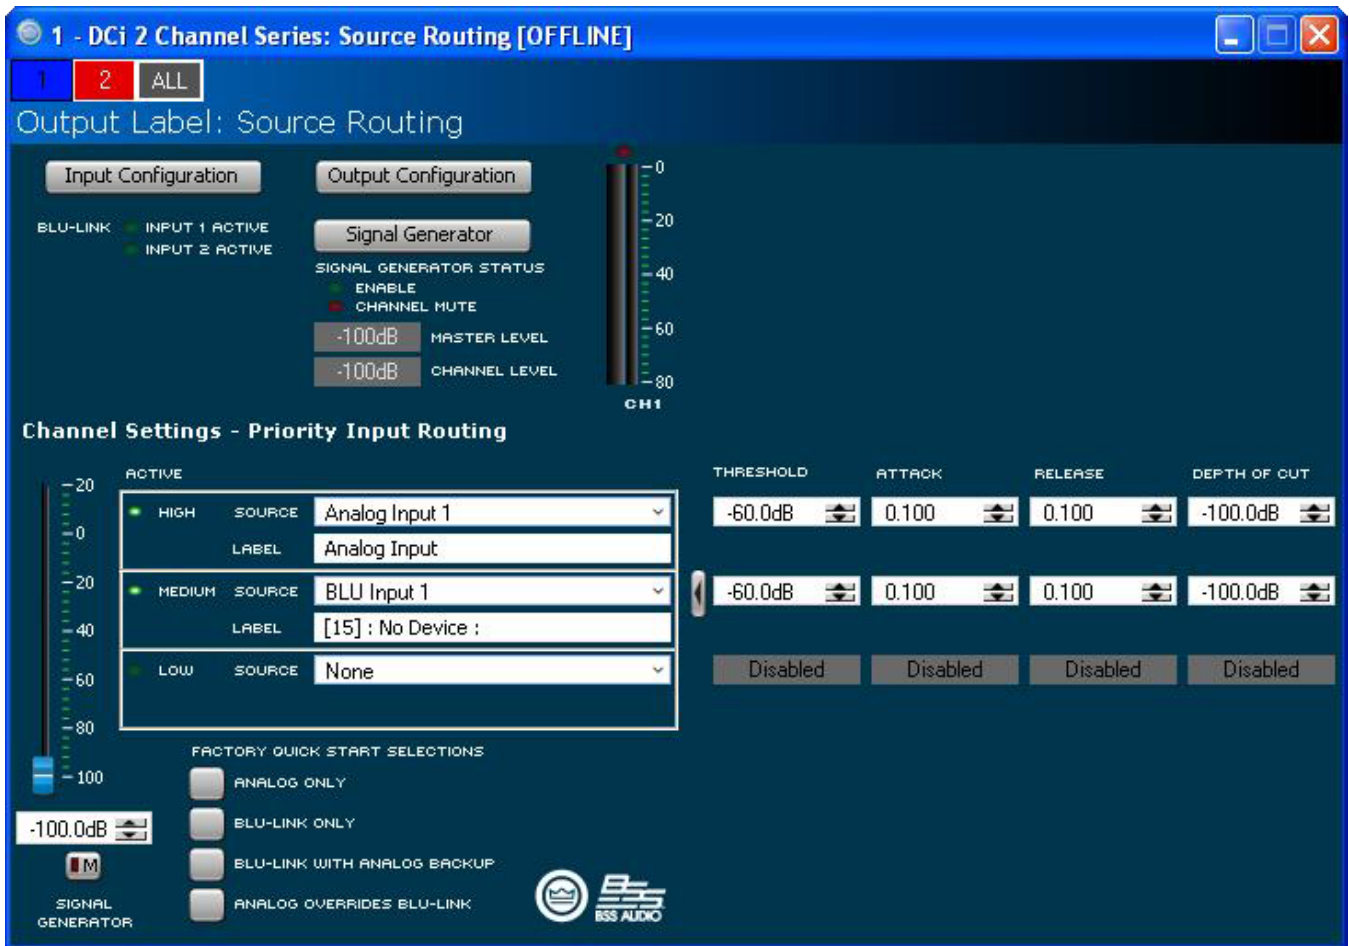 1 - DCi 2 Channel Series: Source Routing [OFFLINE]
1 2 ALL
Output Label: Source Routing
Input Configuration
Output Configuration
0
BLU-LINK INPUT 1 ACTIVE
INPUT 2 ACTIVE
Signal Generator
-20
SIGNAL GENERATOR STATUS
-40
ENABLE
CHANNEL MUTE
-100dB MASTER LEVEL
-60
-100dB CHANNEL LEVEL
-80
CH1
Channel Settings - Priority Input Routing
ACTIVE
THRESHOLD ATTACK RELEASE DEPTH OF CUT
-20
HIGH SOURCE Analog Input 1
-60.0dB 0.100 0.100 -100.0dB
-0
LABEL Analog Input
-20
MEDIUM SOURCE BLU Input 1
-60.0dB 0.100 0.100 -100.0dB
-40
LABEL [15] : No Device :
-60
LOW SOURCE None
Disabled Disabled Disabled Disabled
-80
FACTORY QUICK START SELECTIONS
-100
ANALOG ONLY
-100.0dB
BLU-LINK ONLY
M
BLU-LINK WITH ANALOG BACKUP
SIGNAL
GENERATOR
ANALOG OVERRIDES BLU-LINK
BSS
BSS AUDIO